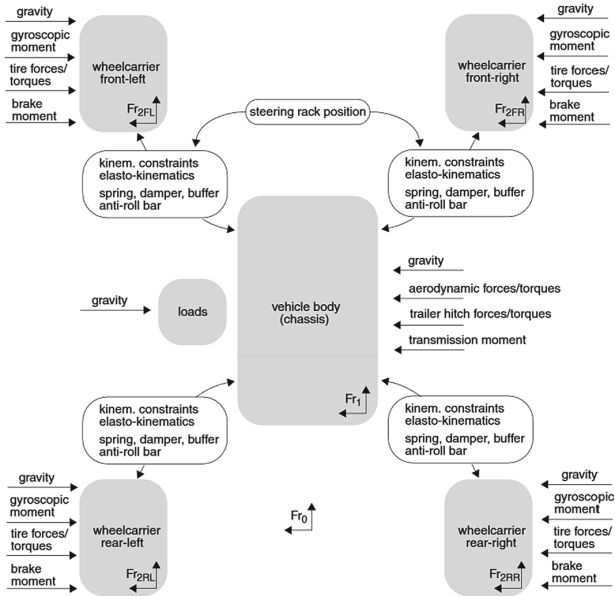 gravity
gyroscopic
moment
tire forces/
torques
brake
moment
wheelcarrier
front-left
Fr2FL
steering rack position
wheelcarrier
front-right
Fr2FR
gravity
gyroscopic
moment
tire forces/
torques
brake
moment
kinem. constraints
elasto-kinematics
spring, damper, buffer
anti-roll bar
kinem. constraints
elasto-kinematics
spring, damper, buffer
anti-roll bar
gravity
loads
vehicle body
(chassis)
Fr1
gravity
aerodynamic forces/torques
trailer hitch forces/torques
transmission moment
kinem. constraints
elasto-kinematics
spring, damper, buffer
anti-roll bar
kinem. constraints
elasto-kinematics
spring, damper, buffer
anti-roll bar
gravity
gyroscopic
moment
tire forces/
torques
brake
moment
wheelcarrier
rear-left
Fr2RL
Fr0
wheelcarrier
rear-right
Fr2RR
gravity
gyroscopic
moment
tire forces/
torques
brake
moment